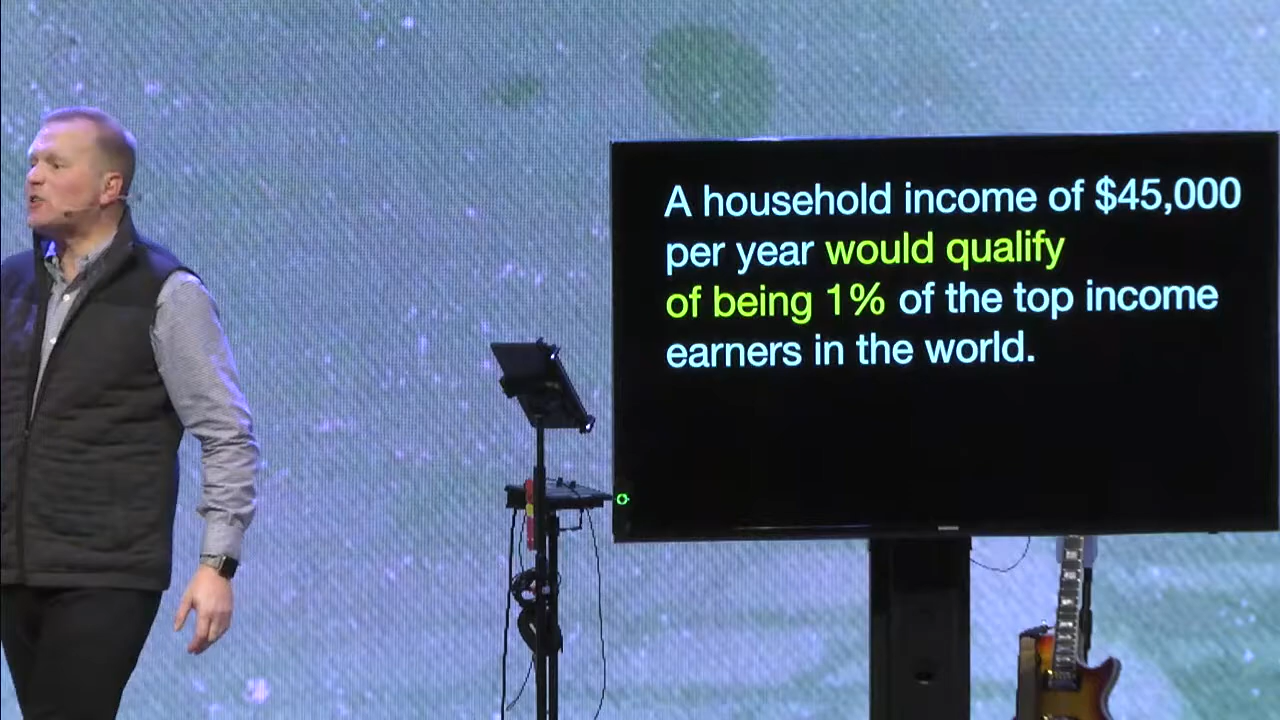 A household income of $45,000
per year would qualify
of being 1% of the top income
earners in the world.